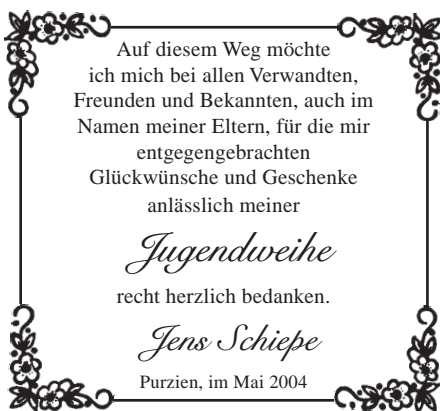 Auf diesem Weg möchte
ich mich bei allen Verwandten,
Freunden und Bekannten, auch im
Namen meiner Eltern, für die mir
entgegengebrachten
Glückwünsche und Geschenke
anlässlich meiner
Jugendweihe
recht herzlich bedanken.
Jens Schiepe
Purzien, im Mai 2004